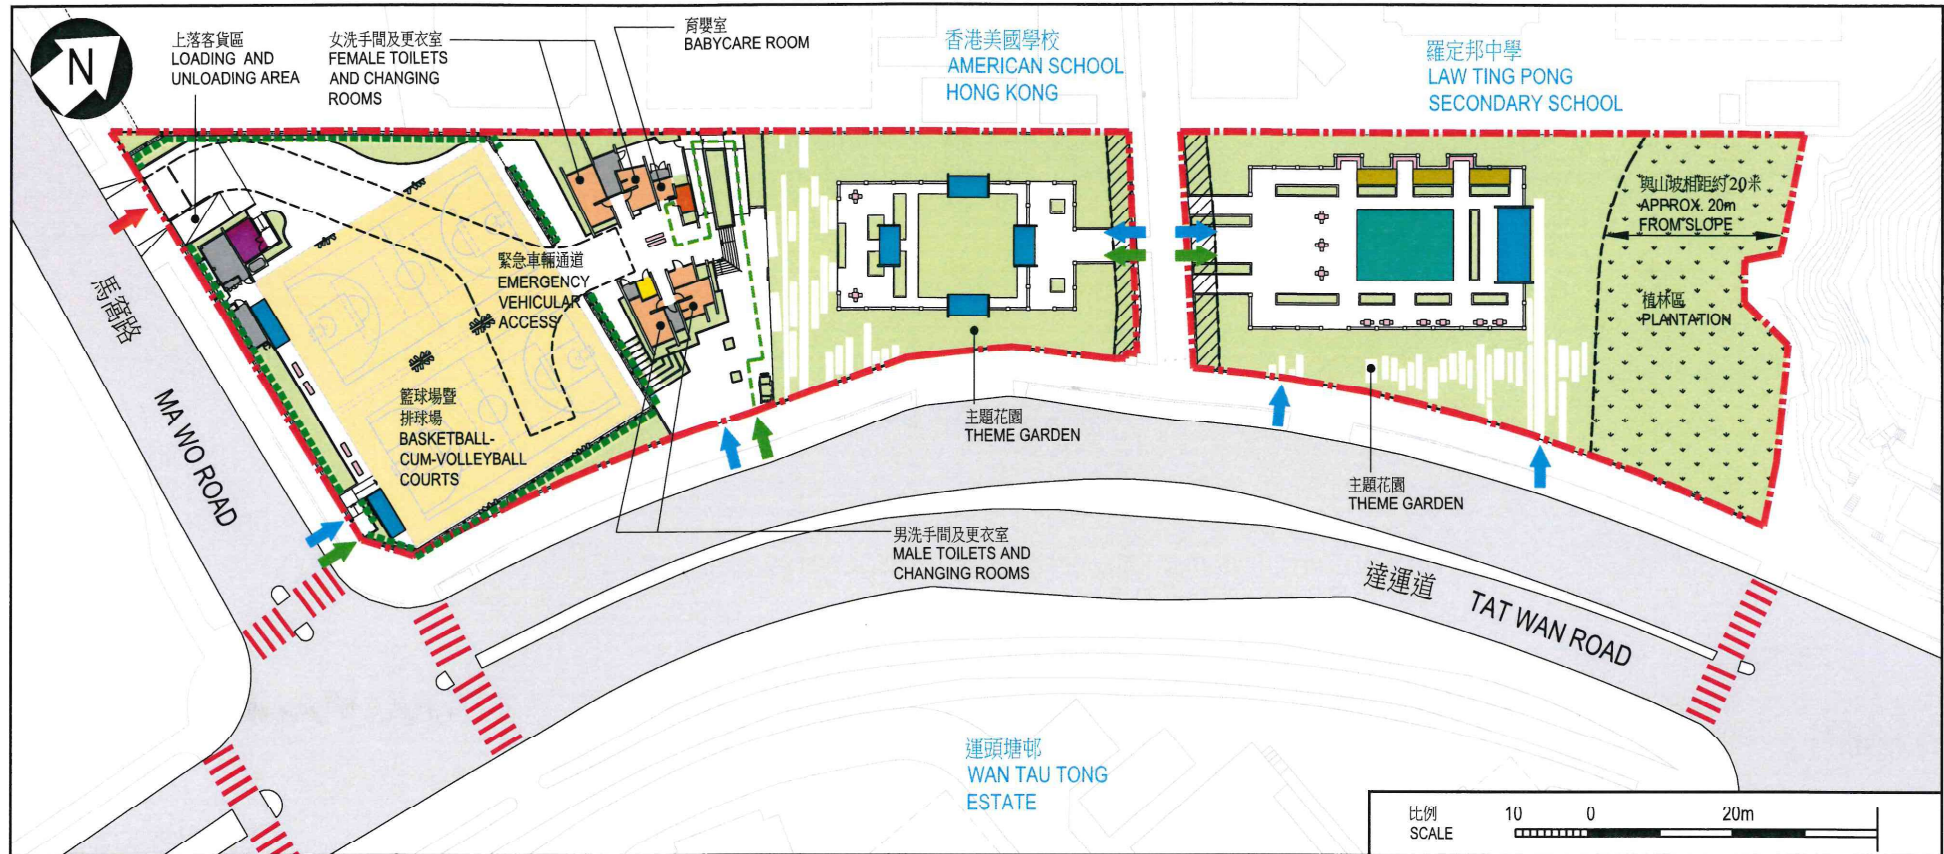 N
上落客貨區
LOADING AND
UNLOADING AREA
女洗手間及更衣室
FEMALE TOILETS
AND CHANGING
ROOMS
育嬰室
BABYCARE ROOM
香港美國學校
AMERICAN SCHOOL
HONG KONG
羅定邦中學
LAW TING PONG
SECONDARY SCHOOL
與山坡相距約20米
APPROX. 20m
FROM SLOPE
植林區
PLANTATION
緊急車輛通道
EMERGENCY
VEHICULAR
ACCESS
籃球場暨
排球場
BASKETBALL-
CUM-VOLLEYBALL
COURTS
馬窩路
MA WO ROAD
主題花園
THEME GARDEN
主題花園
THEME GARDEN
男洗手間及更衣室
MALE TOILETS AND
CHANGING ROOMS
達運道 TAT WAN ROAD
運頭塘邨
WAN TAU TONG
ESTATE
比例
SCALE
10 0 20m